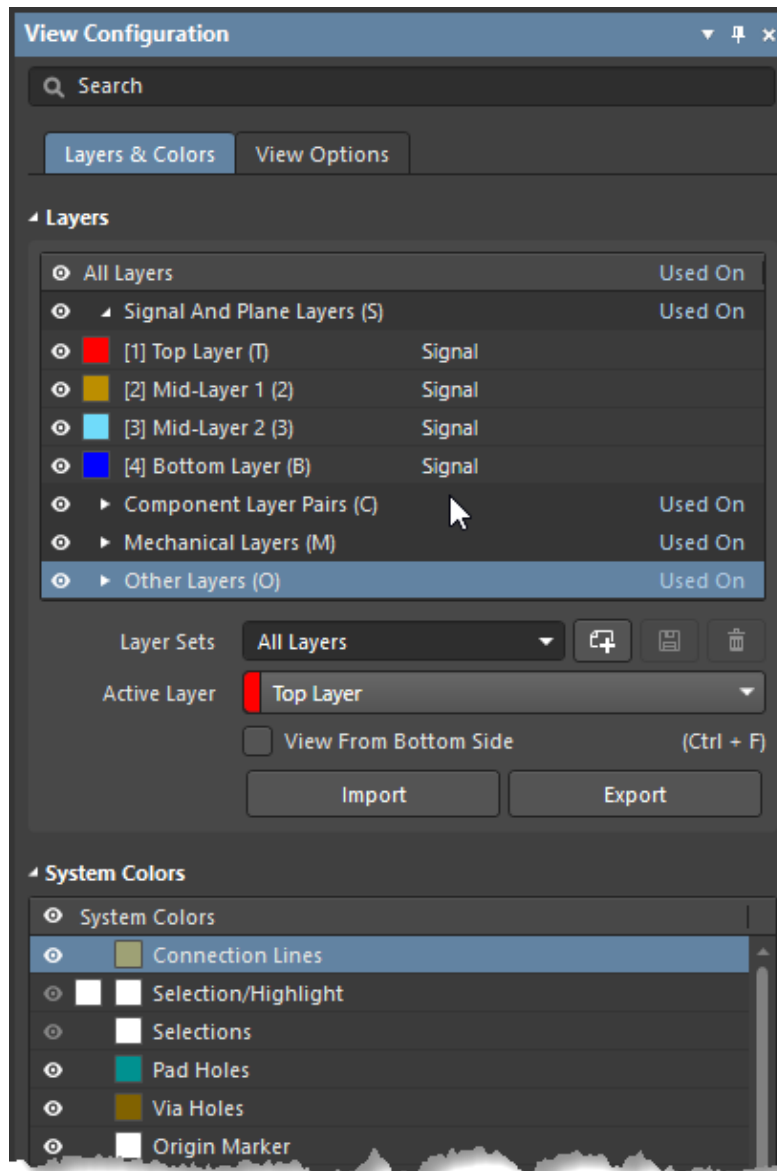 View Configuration
Search
Layers & Colors View Options
Layers
All Layers Used On
Signal And Plane Layers (S) Used On
[1] Top Layer (T) Signal
[2] Mid-Layer 1 (2) Signal
[3] Mid-Layer 2 (3) Signal
[4] Bottom Layer (B) Signal
Component Layer Pairs (C) Used On
Mechanical Layers (M) Used On
Other Layers (O) Used On
Layer Sets All Layers
Active Layer Top Layer
View From Bottom Side (Ctrl + F)
Import Export
System Colors
System Colors
Connection Lines
Selection/Highlight
Selections
Pad Holes
Via Holes
Origin Marker